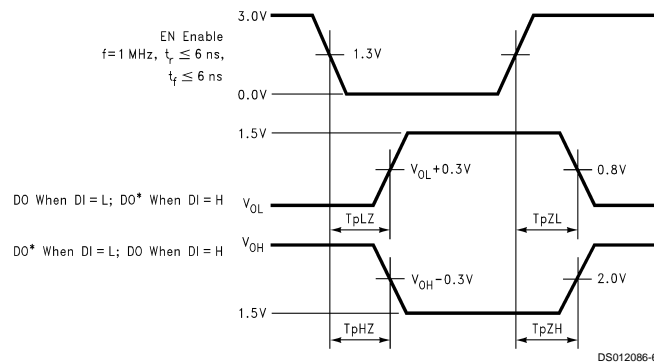 3.0V
EN Enable
f=1 MHz, tr ≤ 6 ns,
tf ≤ 6 ns
1.3V
0.0V
1.5V
VOL+0.3V
0.8V
DO When DI=L; DO* When DI=H
VOL
TpLZ
TpZL
DO* When DI=L; DO When DI=H
VOH
VOH−0.3V
2.0V
1.5V
TpHZ
TpZH
DS012086-6